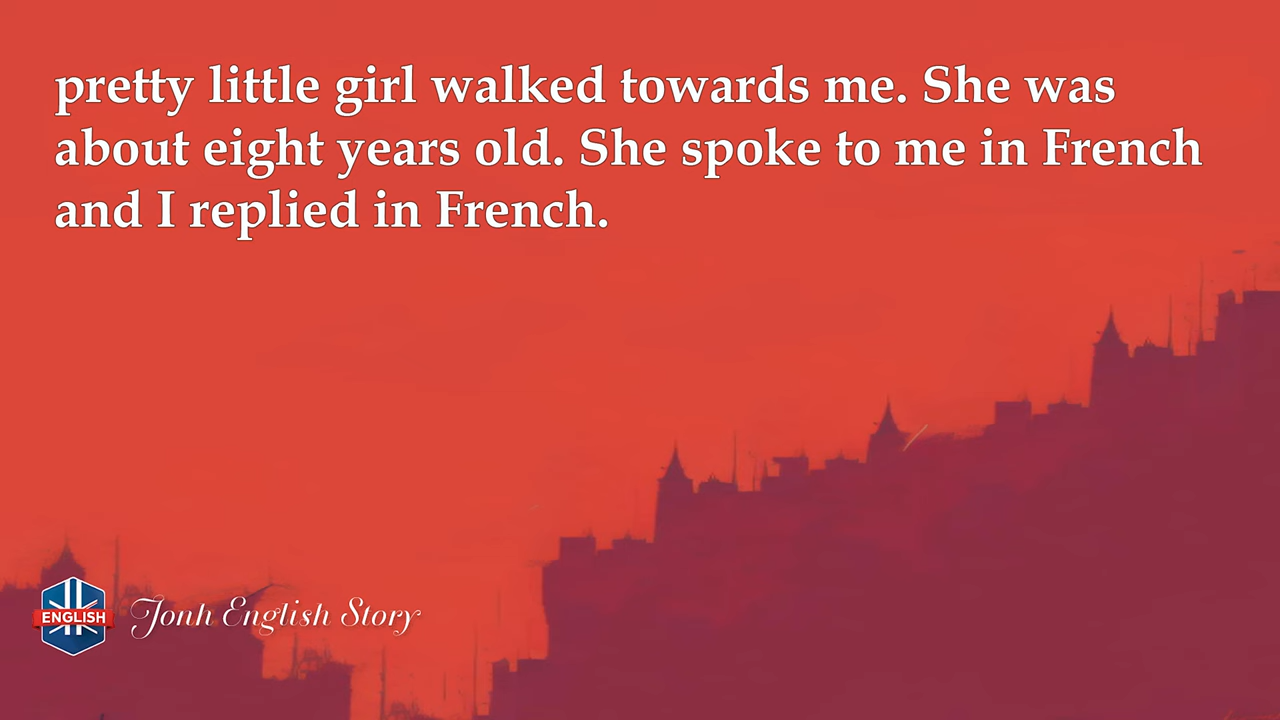 pretty little girl walked towards me. She was
about eight years old. She spoke to me in French
and I replied in French.
ENGLISH
Jonh English Story